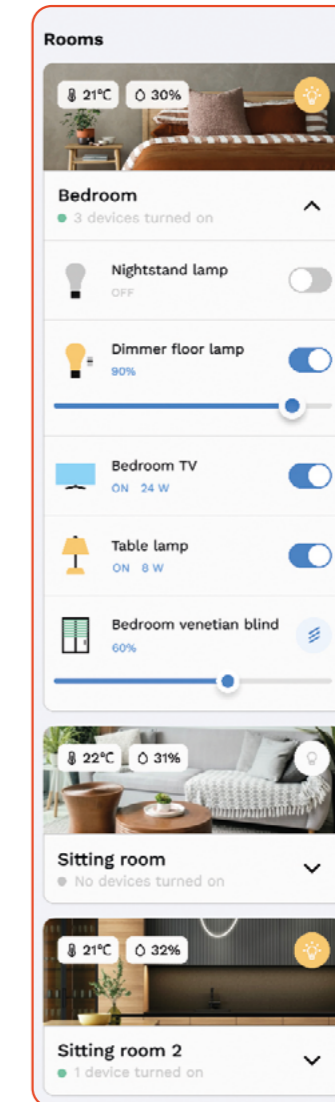 Rooms
21°C 30%
Bedroom
3 devices turned on
Nightstand lamp
OFF
Dimmer floor lamp
90%
Bedroom TV
ON 24 W
Table lamp
ON 8 W
Bedroom venetian blind
60%
22°C 31%
Sitting room
No devices turned on
21°C 32%
Sitting room 2
1 device turned on